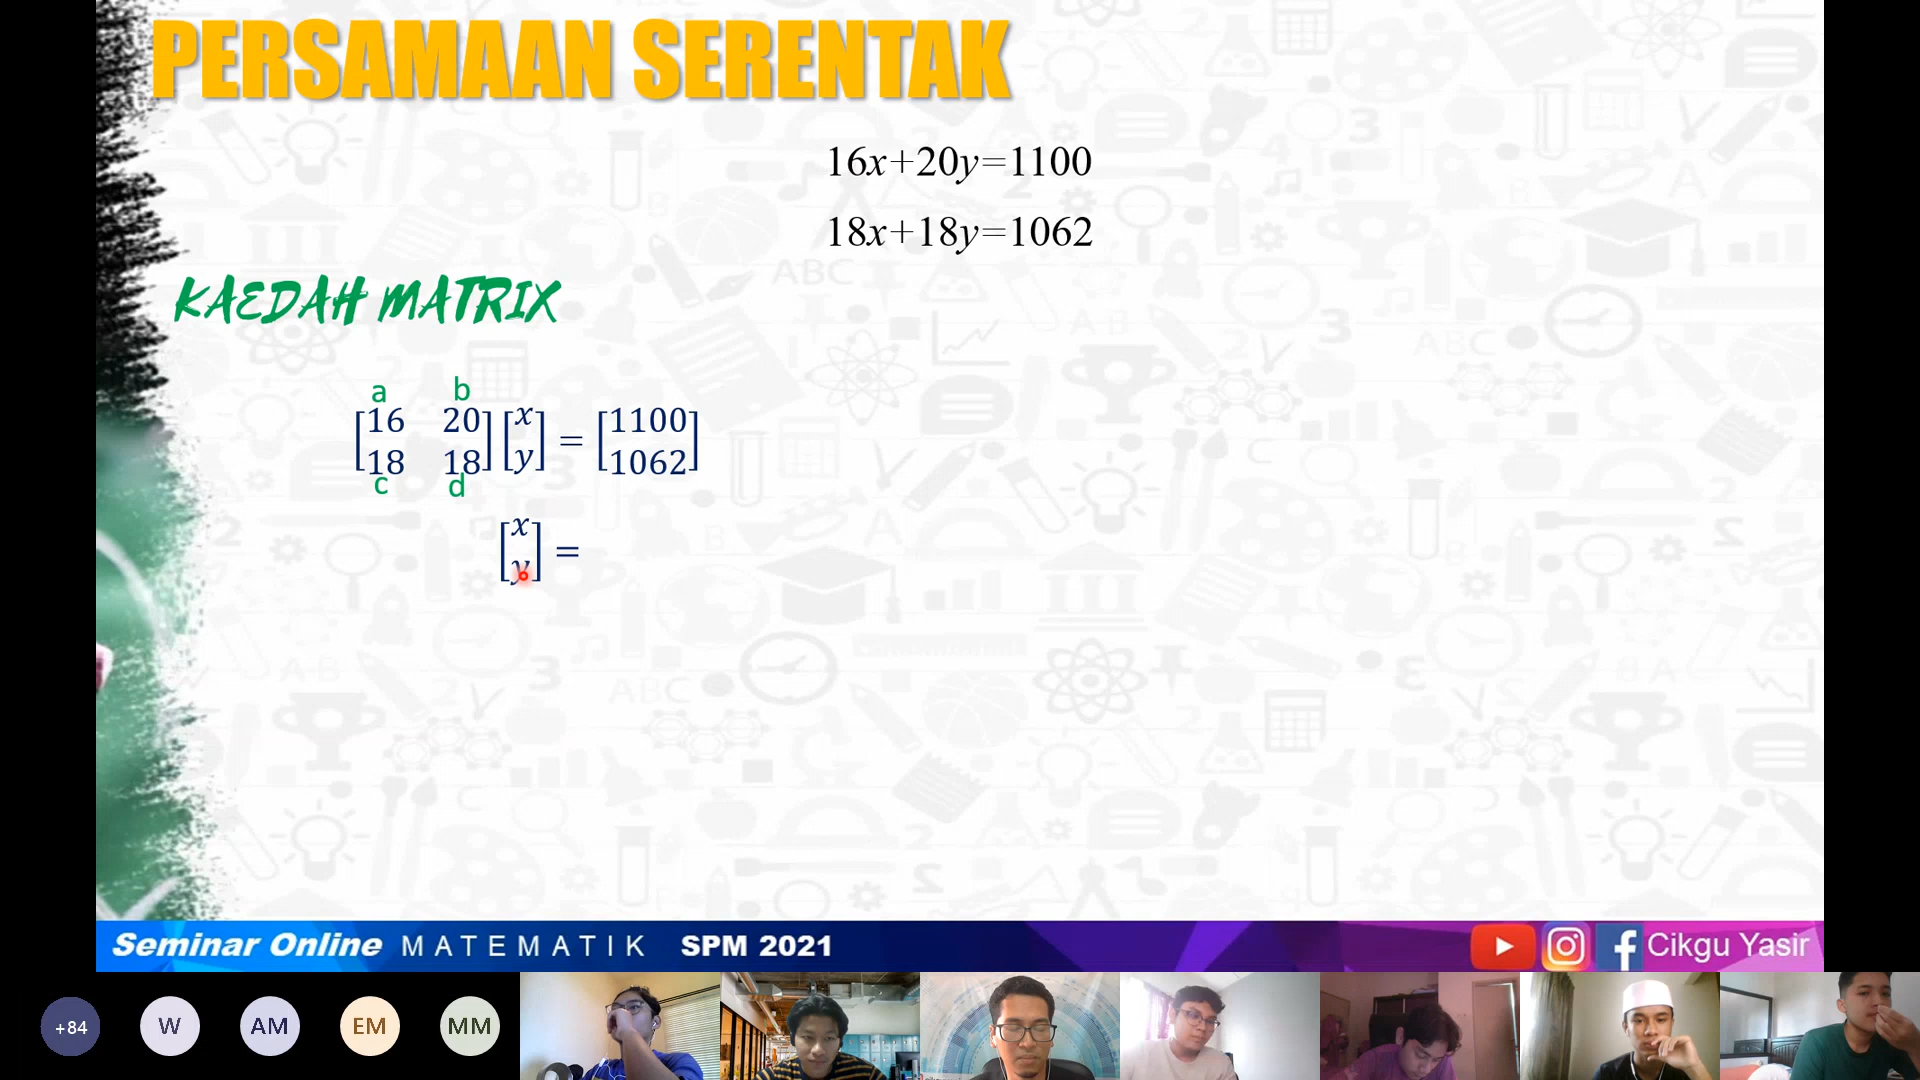 PERSAMAAN SERENTAK
16x+20y=1100
18x+18y=1062
KAEDAH MATRIX
a b
[16 20] [x] = [1100]
[18 18] [y] [1062]
c d
[x] =
[y]
Seminar Online MATEMATIK SPM 2021
Cikgu Yasir
+84 W AM EM MM